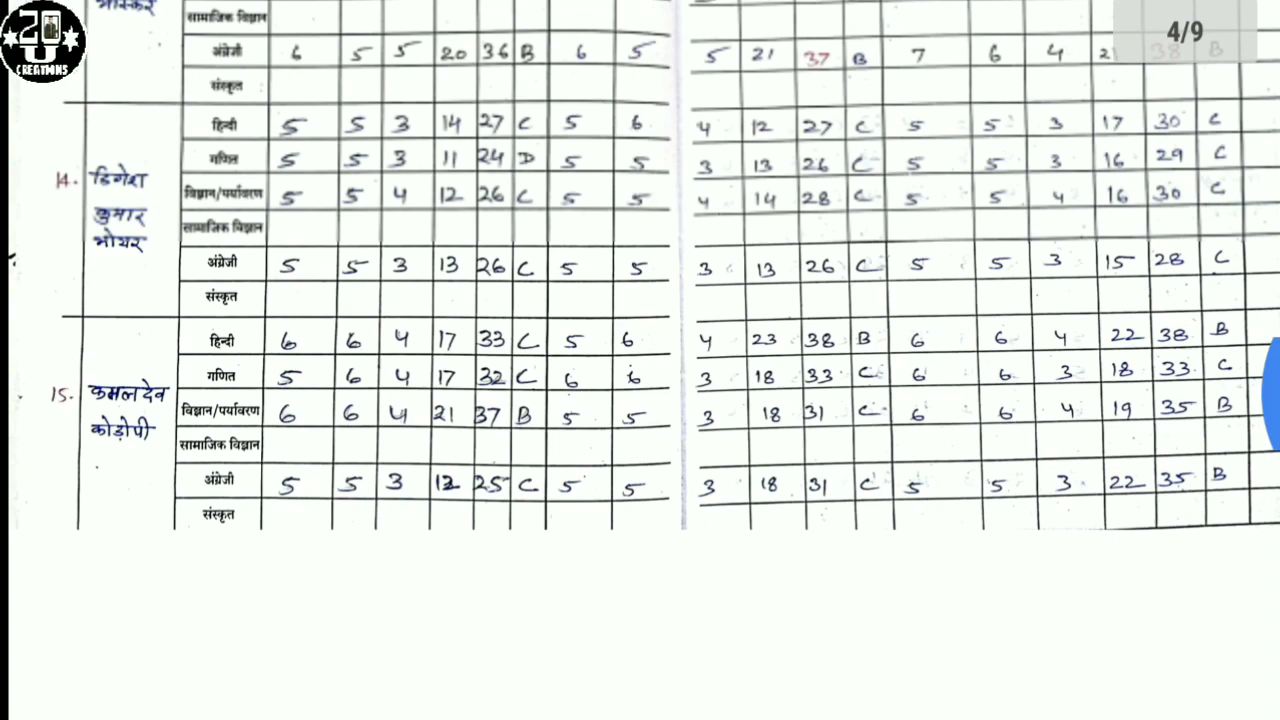 20
U
CREATIONS
4/9
सामाजिक विज्ञान
अंग्रेजी 6 5 5 20 36 B 6 5 5 21 37 B 7 6 4 21 38 B
संस्कृत
हिन्दी 5 5 3 14 27 C 5 6 4 12 27 C 5 5 3 17 30 C
गणित 5 5 3 11 24 D 5 5 3 13 26 C 5 5 3 16 29 C
14. डिगेश विज्ञान/पर्यावरण 5 5 4 12 26 C 5 5 4 14 28 C 5 5 4 16 30 C
कुमार सामाजिक विज्ञान
भोयर
अंग्रेजी 5 5 3 13 26 C 5 5 3 13 26 C 5 5 3 15 28 C
संस्कृत
हिन्दी 6 6 4 17 33 C 5 6 4 23 38 B 6 6 4 22 38 B
15. कमलदेव गणित 5 6 4 17 32 C 6 6 3 18 33 C 6 6 3 18 33 C
कोड़ोपी विज्ञान/पर्यावरण 6 6 4 21 37 B 5 5 3 18 31 C 6 6 4 19 35 B
सामाजिक विज्ञान
अंग्रेजी 5 5 3 12 25 C 5 5 3 18 31 C 5 5 3 22 35 B
संस्कृत